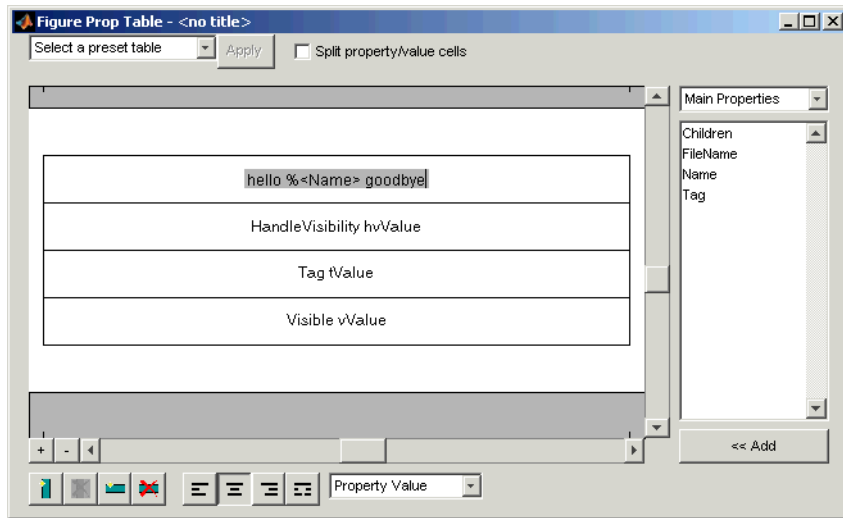 Figure Prop Table - <no title>
Select a preset table
Apply
Split property/value cells
Main Properties
Children
FileName
Name
Tag
hello %<Name> goodbye
HandleVisibility hvValue
Tag tValue
Visible vValue
+ -
<< Add
Property Value